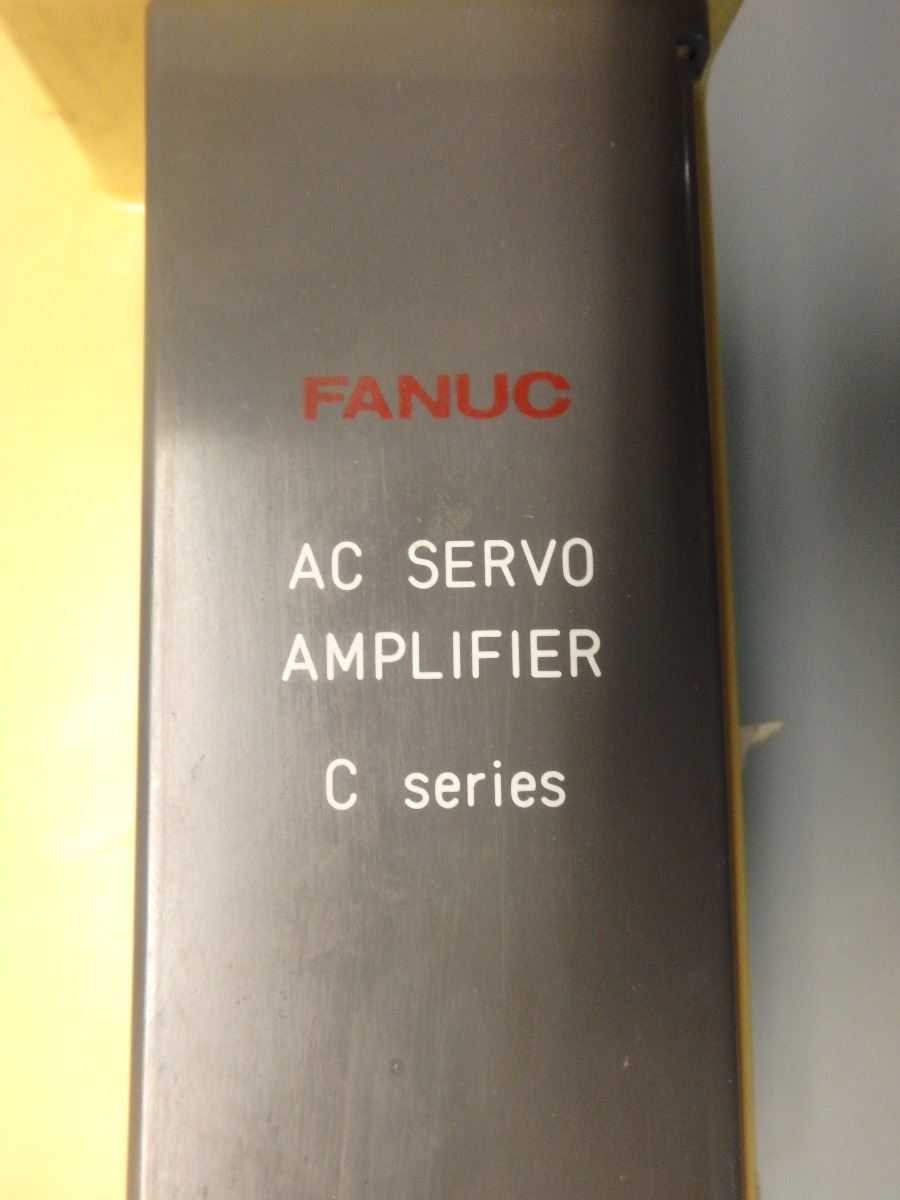 FANUC
AC SERVO
AMPLIFIER
C series